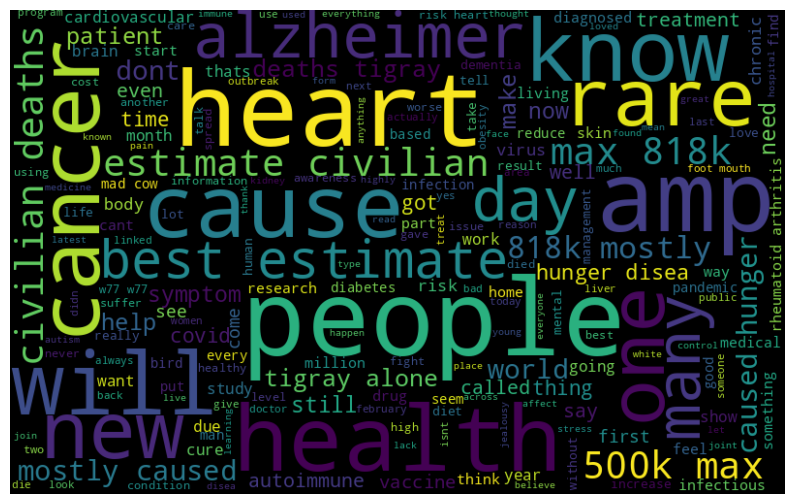 program
immune
use
used
everything
risk heart
thought
loved
find
cardiovascular
diagnosed
treatment
chronic
hospital
patient
care
alzheimer
know
brain
start
dont
thats
deaths tigray
dementia
tell
cost
even
outbreak
next
anything
actually
worse
obesity
take
face
make
living
now
great
rare
another
form
heart
time
talk
spread
based
reduce skin
found
mean
last
love
need
known
pain
month
using
cancer
civilian deaths
estimate civilian
result
virus
max 818k
area
much
foot mouth
medicine
mad cow
information
awareness
highly
infection
well
kidney
body
cant
life
lot
thank
yes
got
part
issue
reason
cause
day
amp
management
latest
linked
human
read
treat
gave
work
818k mostly
rheumatoid arthritis
best estimate
died
didn
w77 w77
type
hunger disea
way
suffer
symptom
research
diabetes
risk
bad
home
liver
pandemic
public
autism
women
see
come
today
mental
help
covid
happen
people
young
everyone
best
one
many
caused hunger
never
really
million
fight
world
control
medical
always
bird
every
tigray alone
place
called
thing
going
white
good
someone
something
will
want
put
healthy
back
live
study
drug
seem
across
give
level
still
diet
affect
say
show
join
new
due
man
doctor
february
health
high
isnt
jealousy
first
feel
let
joint
two
cure
learning
lack
stress
without
mostly caused
autoimmune
vaccine
think
year
believe
500k max
increase
infectious
die
look
condition
disea